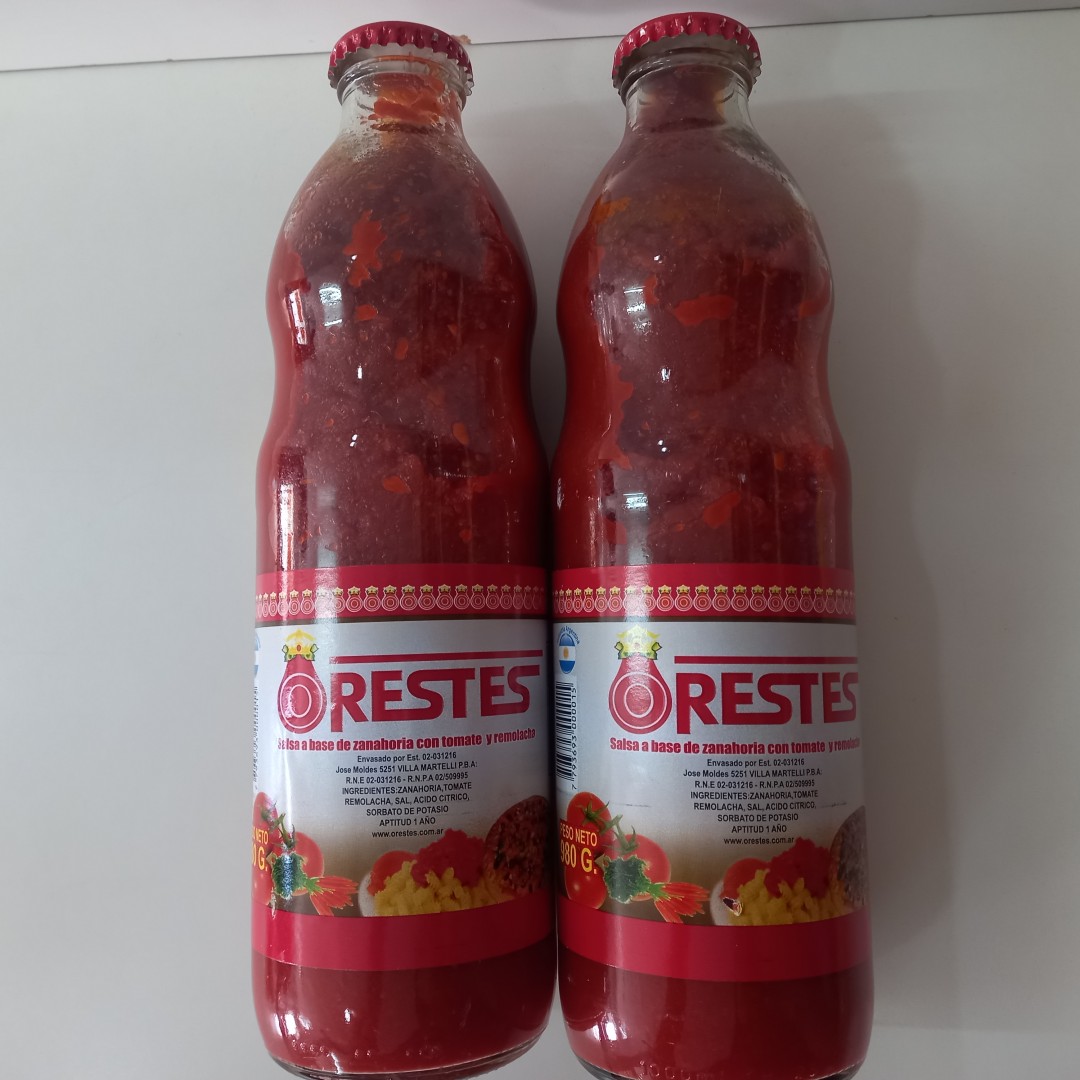 ORESTES
Salsa a base de zanahoria con tomate y remolacha
Envasado por Est. 02-031216
Jose Moldes 5251 VILLA MARTELLI P.B.A:
R.N.E 02-031216 - R.N.P.A 02/509995
INGREDIENTES:ZANAHORIA,TOMATE
REMOLACHA, SAL, ACIDO CITRICO,
SORBATO DE POTASIO
APTITUD 1 AÑO
www.orestes.com.ar
NETO
G.
ORESTES
Salsa a base de zanahoria con tomate y remolacha
Envasado por Est. 02-031216
Jose Moldes 5251 VILLA MARTELLI P.B.A:
R.N.E 02-031216 - R.N.P.A 02/509995
INGREDIENTES:ZANAHORIA,TOMATE
REMOLACHA, SAL, ACIDO CITRICO,
SORBATO DE POTASIO
APTITUD 1 AÑO
www.orestes.com.ar
PESO NETO
980 G.
7793693000015